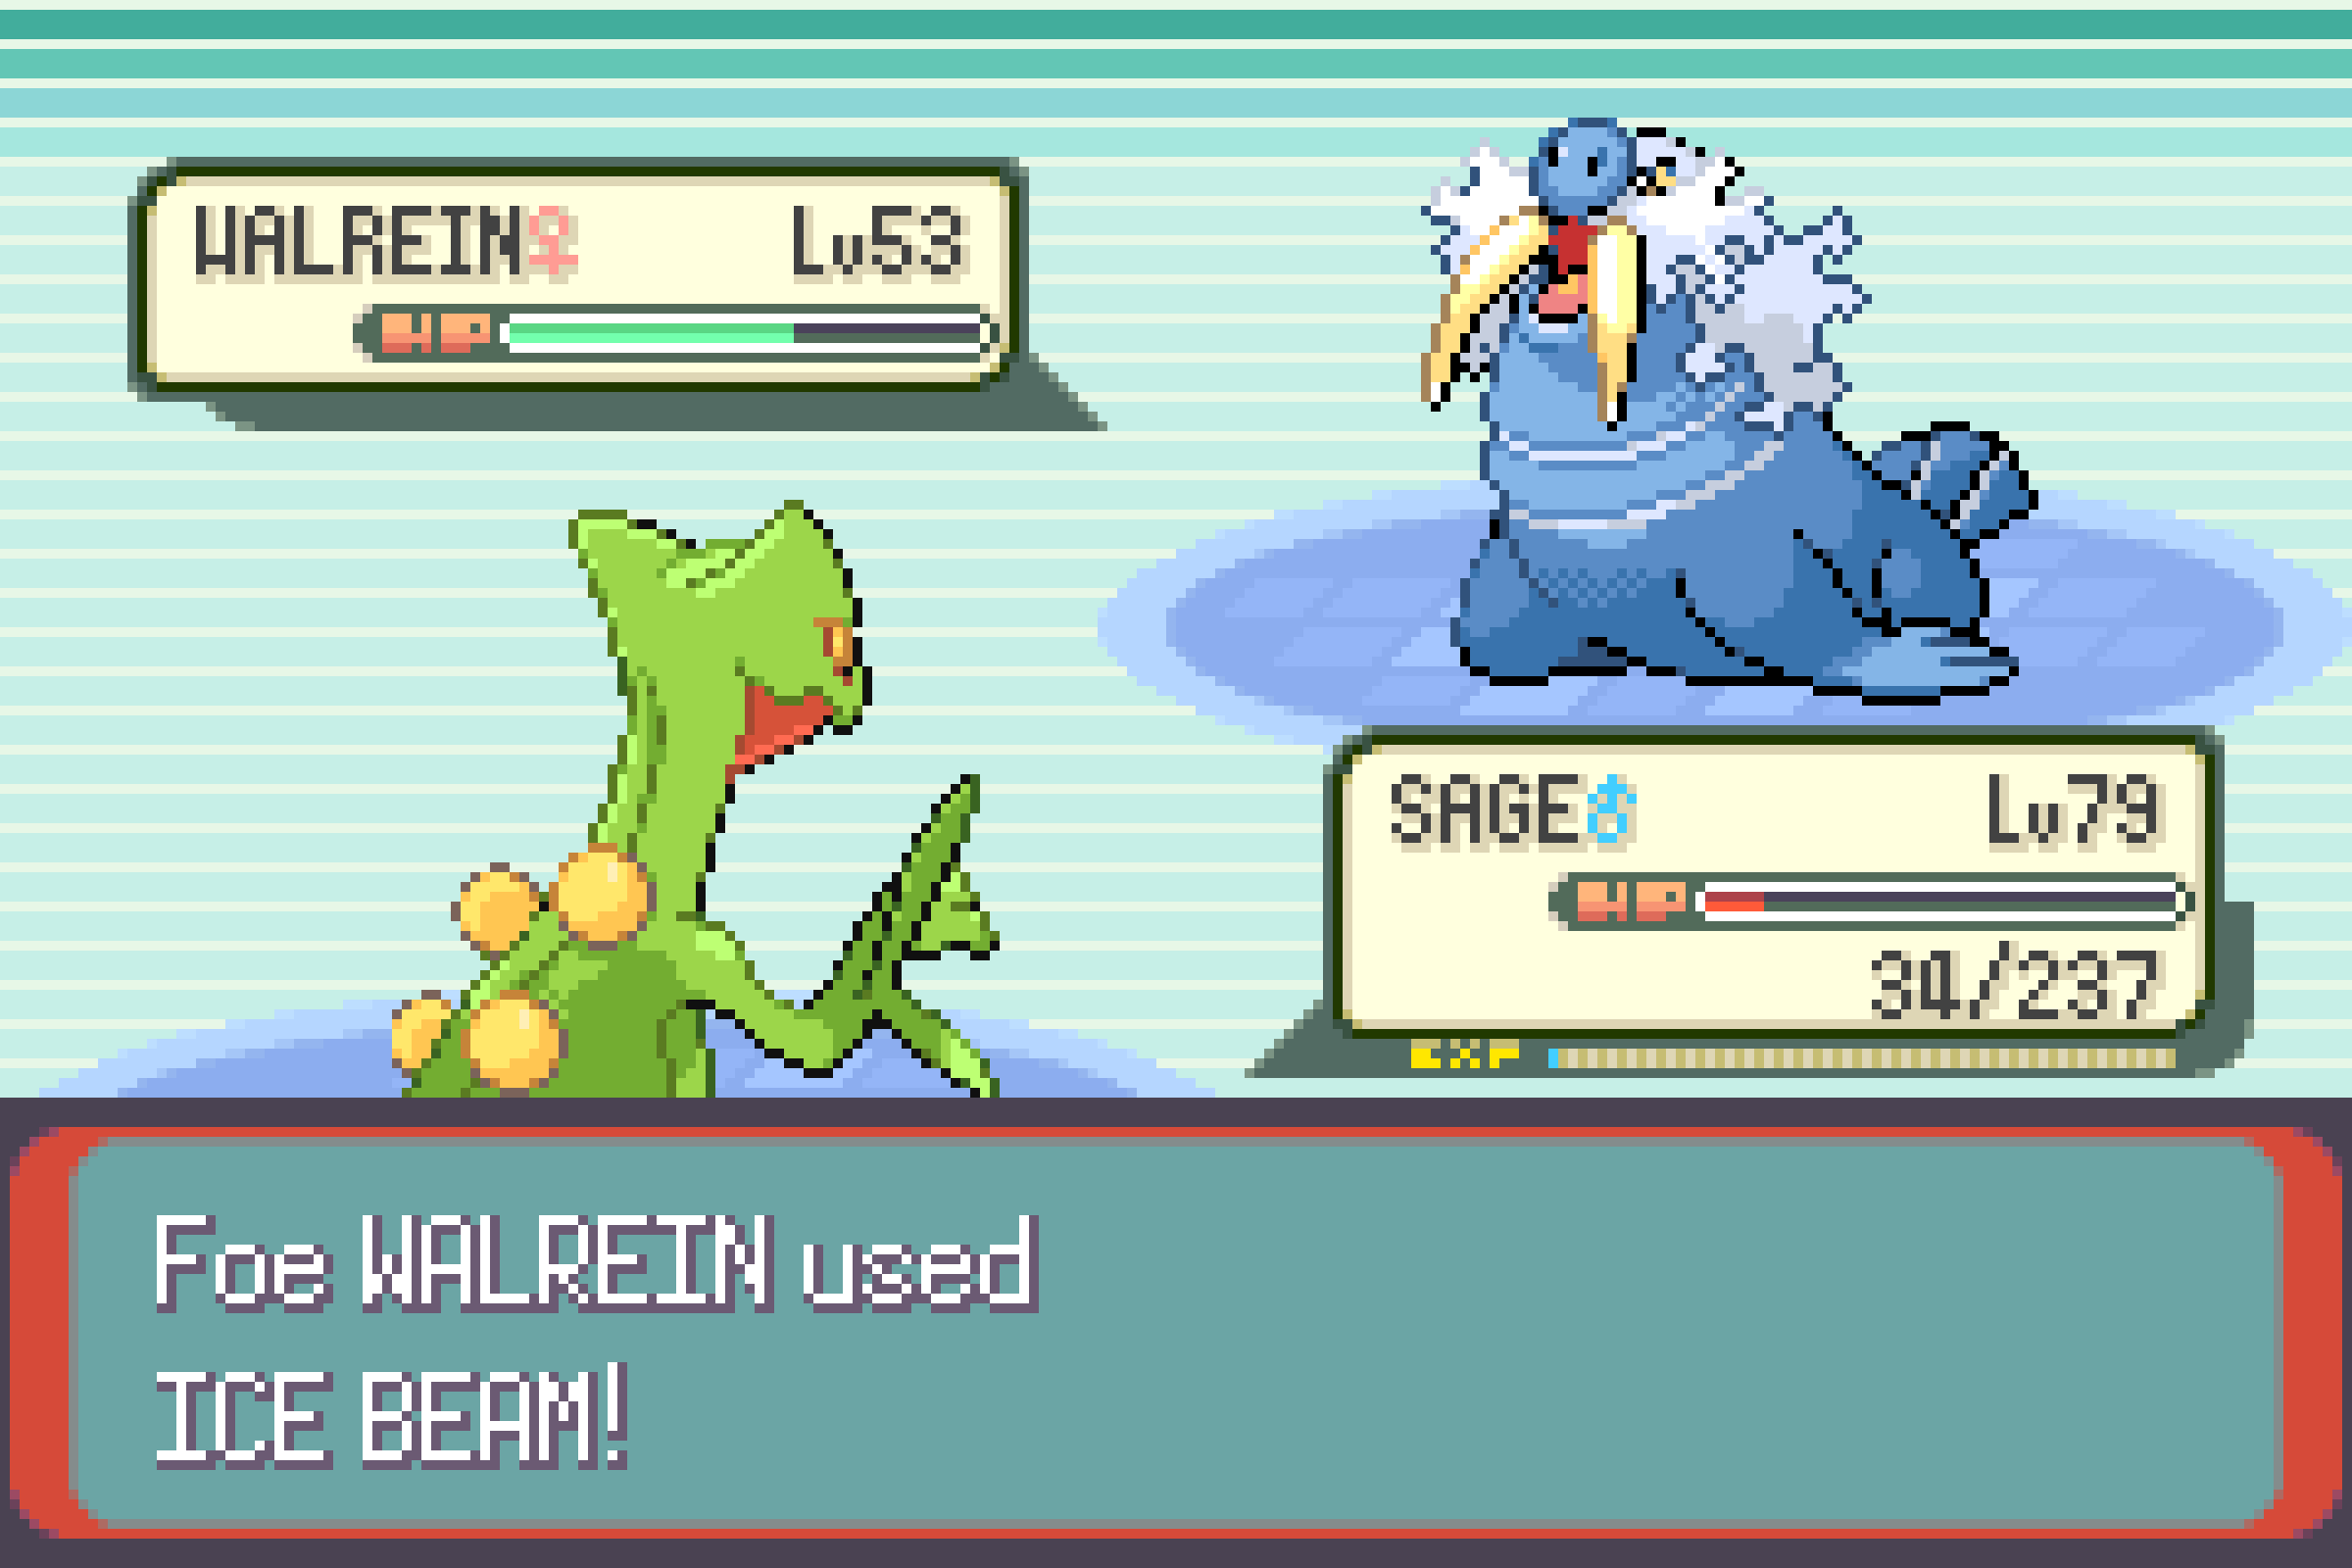 WALREIN♀ Lv53
HP
SAGE♂ Lv79
HP
34/237
EXP
Foe WALREIN used
ICE BEAM!